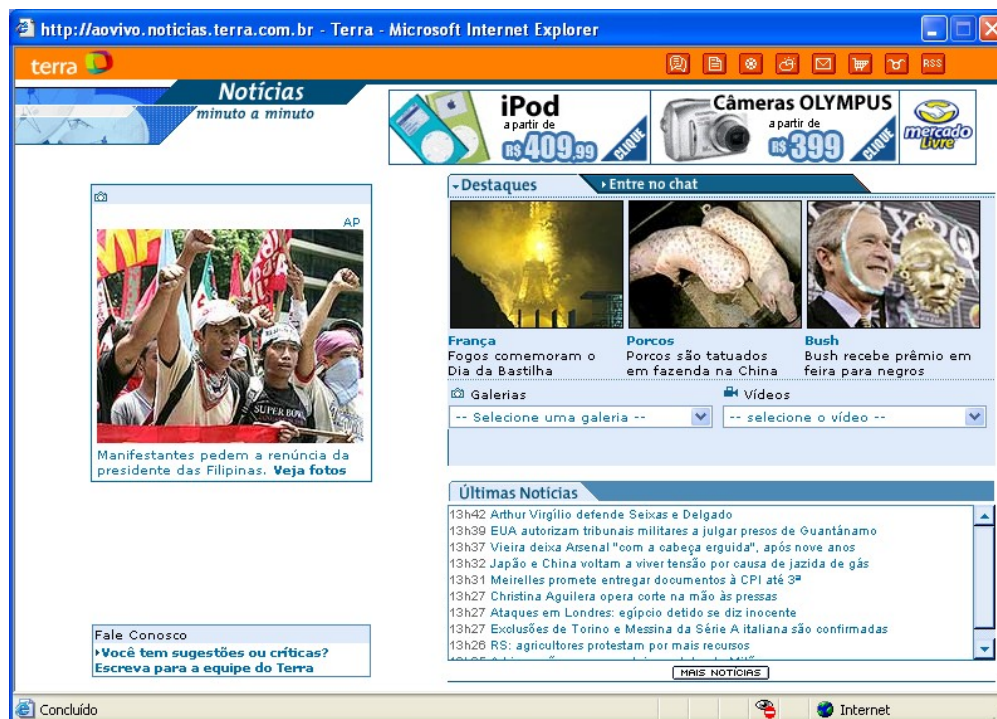 http://aovivo.noticias.terra.com.br - Terra - Microsoft Internet Explorer
terra
RSS
Notícias
minuto a minuto
iPod
a partir de
R$ 409,99
CLIQUE
Câmeras OLYMPUS
a partir de
R$ 399
CLIQUE
mercado
Livre
AP
SUPER BOWL
Manifestantes pedem a renúncia da
presidente das Filipinas. Veja fotos
Fale Conosco
Você tem sugestões ou críticas?
Escreva para a equipe do Terra
Destaques
Entre no chat
França
Fogos comemoram o
Dia da Bastilha
Porcos
Porcos são tatuados
em fazenda na China
Bush
Bush recebe prêmio em
feira para negros
Galerias
Vídeos
-- Selecione uma galeria --
-- selecione o vídeo --
Últimas Notícias
13h42 Arthur Virgílio defende Seixas e Delgado
13h39 EUA autorizam tribunais militares a julgar presos de Guantánamo
13h37 Vieira deixa Arsenal "com a cabeça erguida", após nove anos
13h32 Japão e China voltam a viver tensão por causa de jazida de gás
13h31 Meirelles promete entregar documentos à CPI até 3ª
13h27 Christina Aguilera opera corte na mão às pressas
13h27 Ataques em Londres: egípcio detido se diz inocente
13h27 Exclusões de Torino e Messina da Série A italiana são confirmadas
13h26 RS: agricultores protestam por mais recursos
MAIS NOTÍCIAS
Concluído
Internet